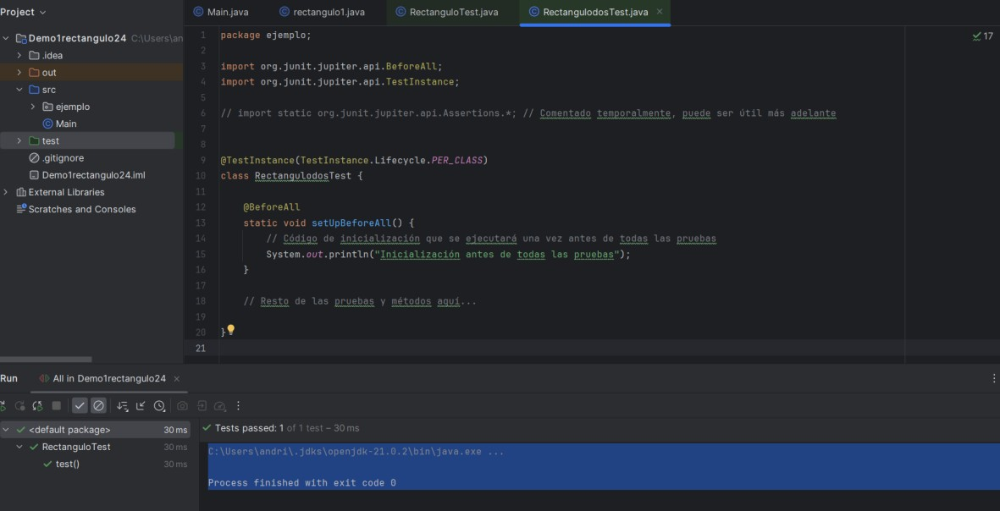 Project
Main.java
rectangulo1.java
RectanguloTest.java
RectangulodosTest.java
Demo1rectangulo24 C:\Users\an
.idea
out
src
ejemplo
Main
test
.gitignore
Demo1rectangulo24.iml
External Libraries
Scratches and Consoles
17
1 package ejemplo;
2
3 import org.junit.jupiter.api.BeforeAll;
4 import org.junit.jupiter.api.TestInstance;
5
6 // import static org.junit.jupiter.api.Assertions.*; // Comentado temporalmente, puede ser útil más adelante
7
8
9 @TestInstance(TestInstance.Lifecycle.PER_CLASS)
10 class RectangulodosTest {
11
12 @BeforeAll
13 static void setUpBeforeAll() {
14 // Código de inicialización que se ejecutará una vez antes de todas las pruebas
15 System.out.println("Inicialización antes de todas las pruebas");
16 }
17
18 // Resto de las pruebas y métodos aquí...
19
20 }
21
Run
All in Demo1rectangulo24
<default package> 30 ms
RectanguloTest 30 ms
test() 30 ms
Tests passed: 1 of 1 test – 30 ms
C:\Users\andri\.jdks\openjdk-21.0.2\bin\java.exe ...
Process finished with exit code 0